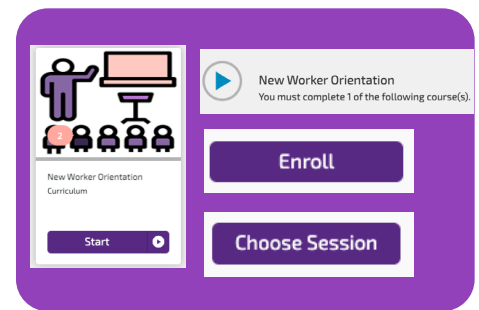 2
New Worker Orientation
Curriculum
Start
New Worker Orientation
You must complete 1 of the following course(s).
Enroll
Choose Session